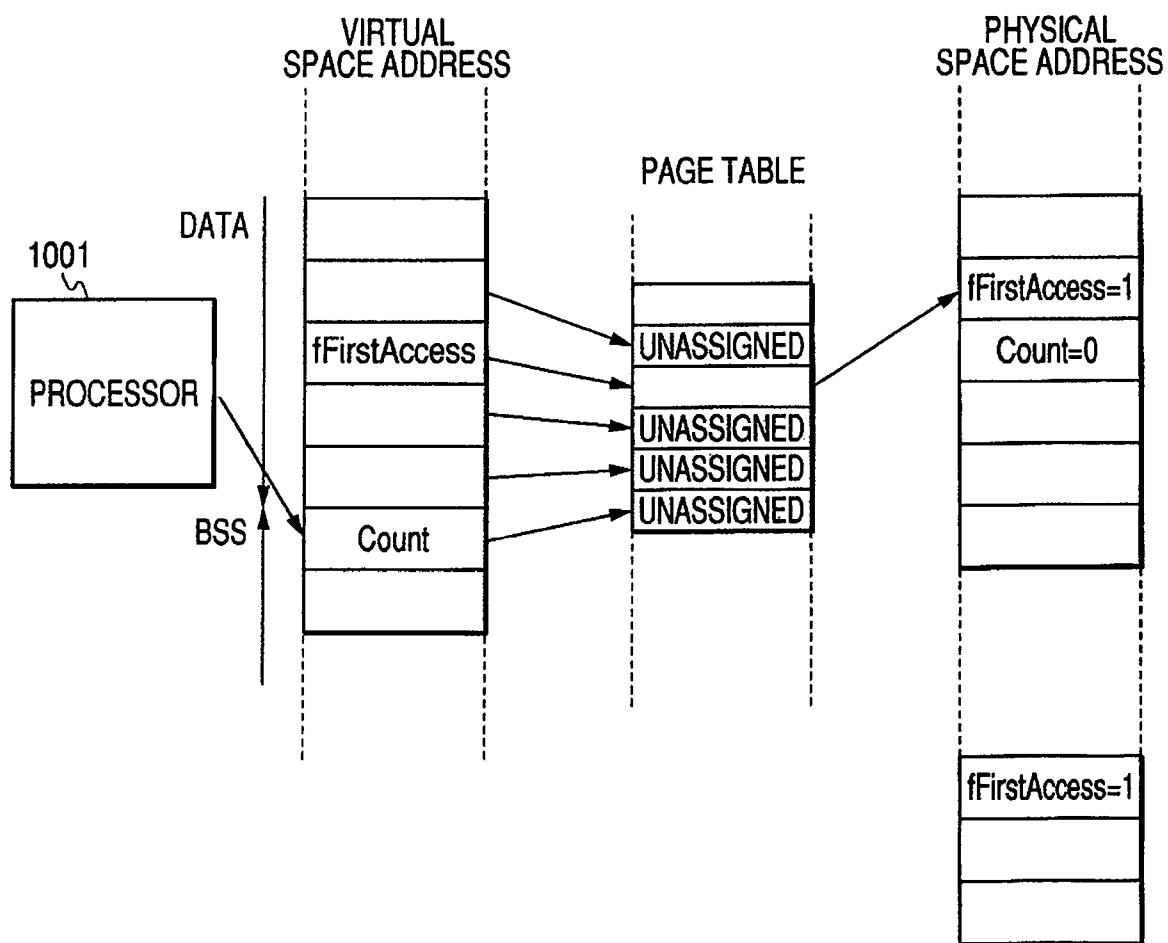 VIRTUAL
SPACE ADDRESS
PHYSICAL
SPACE ADDRESS
PAGE TABLE
DATA
1001
PROCESSOR
BSS
fFirstAccess
Count
UNASSIGNED
UNASSIGNED
UNASSIGNED
UNASSIGNED
fFirstAccess=1
Count=0
fFirstAccess=1